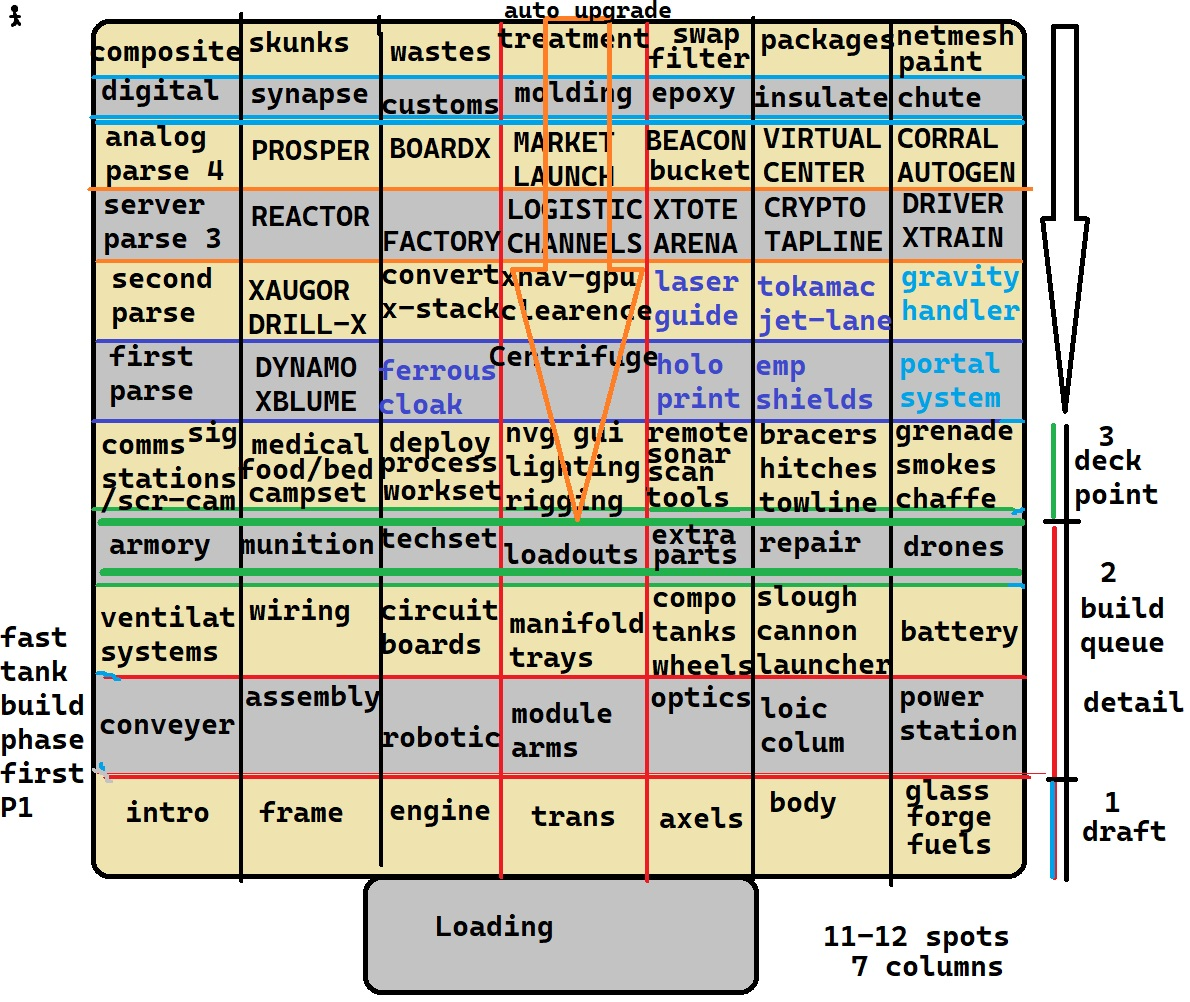 auto upgrade
composite
skunks
wastes
treatment
swap
filter
packages
netmesh
paint
digital
synapse
customs
molding
epoxy
insulate
chute
analog
parse 4
PROSPER
BOARDX
MARKET
LAUNCH
BEACON
bucket
VIRTUAL
CENTER
CORRAL
AUTOGEN
server
parse 3
REACTOR
FACTORY
LOGISTIC
CHANNELS
XTOTE
ARENA
CRYPTO
TAPLINE
DRIVER
XTRAIN
second
parse
XAUGOR
DRILL-X
convert
x-stack
xnav-gpu
clearence
laser
guide
tokamac
jet-lane
gravity
handler
first
parse
DYNAMO
XBLUME
ferrous
cloak
Centrifuge
holo
print
emp
shields
portal
system
comms sig
stations
/scr-cam
medical
food/bed
campset
deploy
process
workset
nvg gui
lighting
rigging
remote
sonar
scan
tools
bracers
hitches
towline
grenade
smokes
chaffe
3
deck
point
armory
munition
techset
loadouts
extra
parts
repair
drones
ventilat
systems
wiring
circuit
boards
manifold
trays
compo
tanks
wheels
slough
cannon
launcher
battery
2
build
queue
detail
fast
tank
build
phase
first
P1
conveyer
assembly
robotic
module
arms
optics
loic
colum
power
station
intro
frame
engine
trans
axels
body
glass
forge
fuels
1
draft
Loading
11-12 spots
7 columns